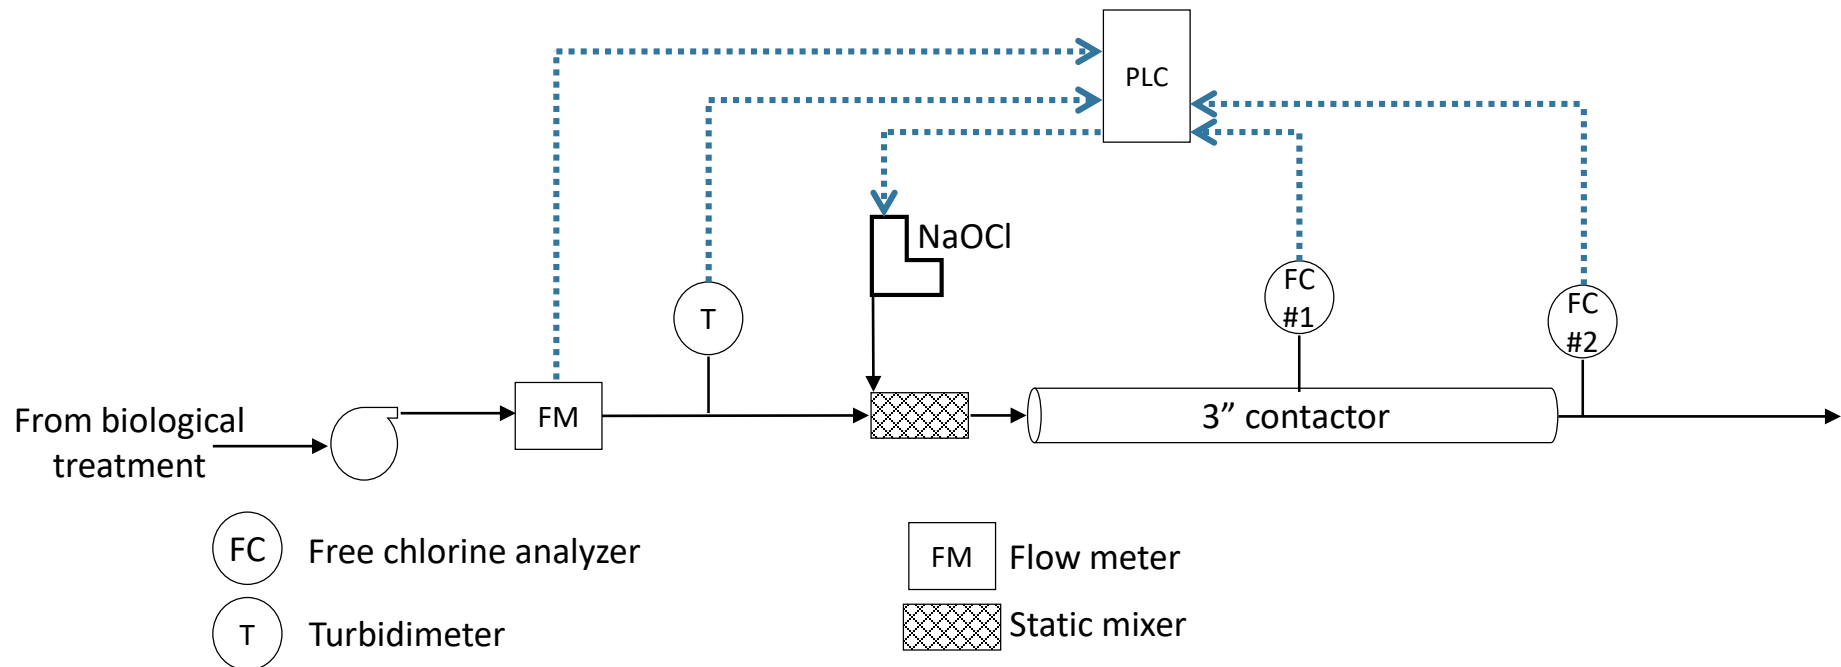 PLC
NaOCl
FC
#1
FC
#2
T
From biological
treatment
FM
3” contactor
FC
Free chlorine analyzer
FM
Flow meter
T
Turbidimeter
Static mixer